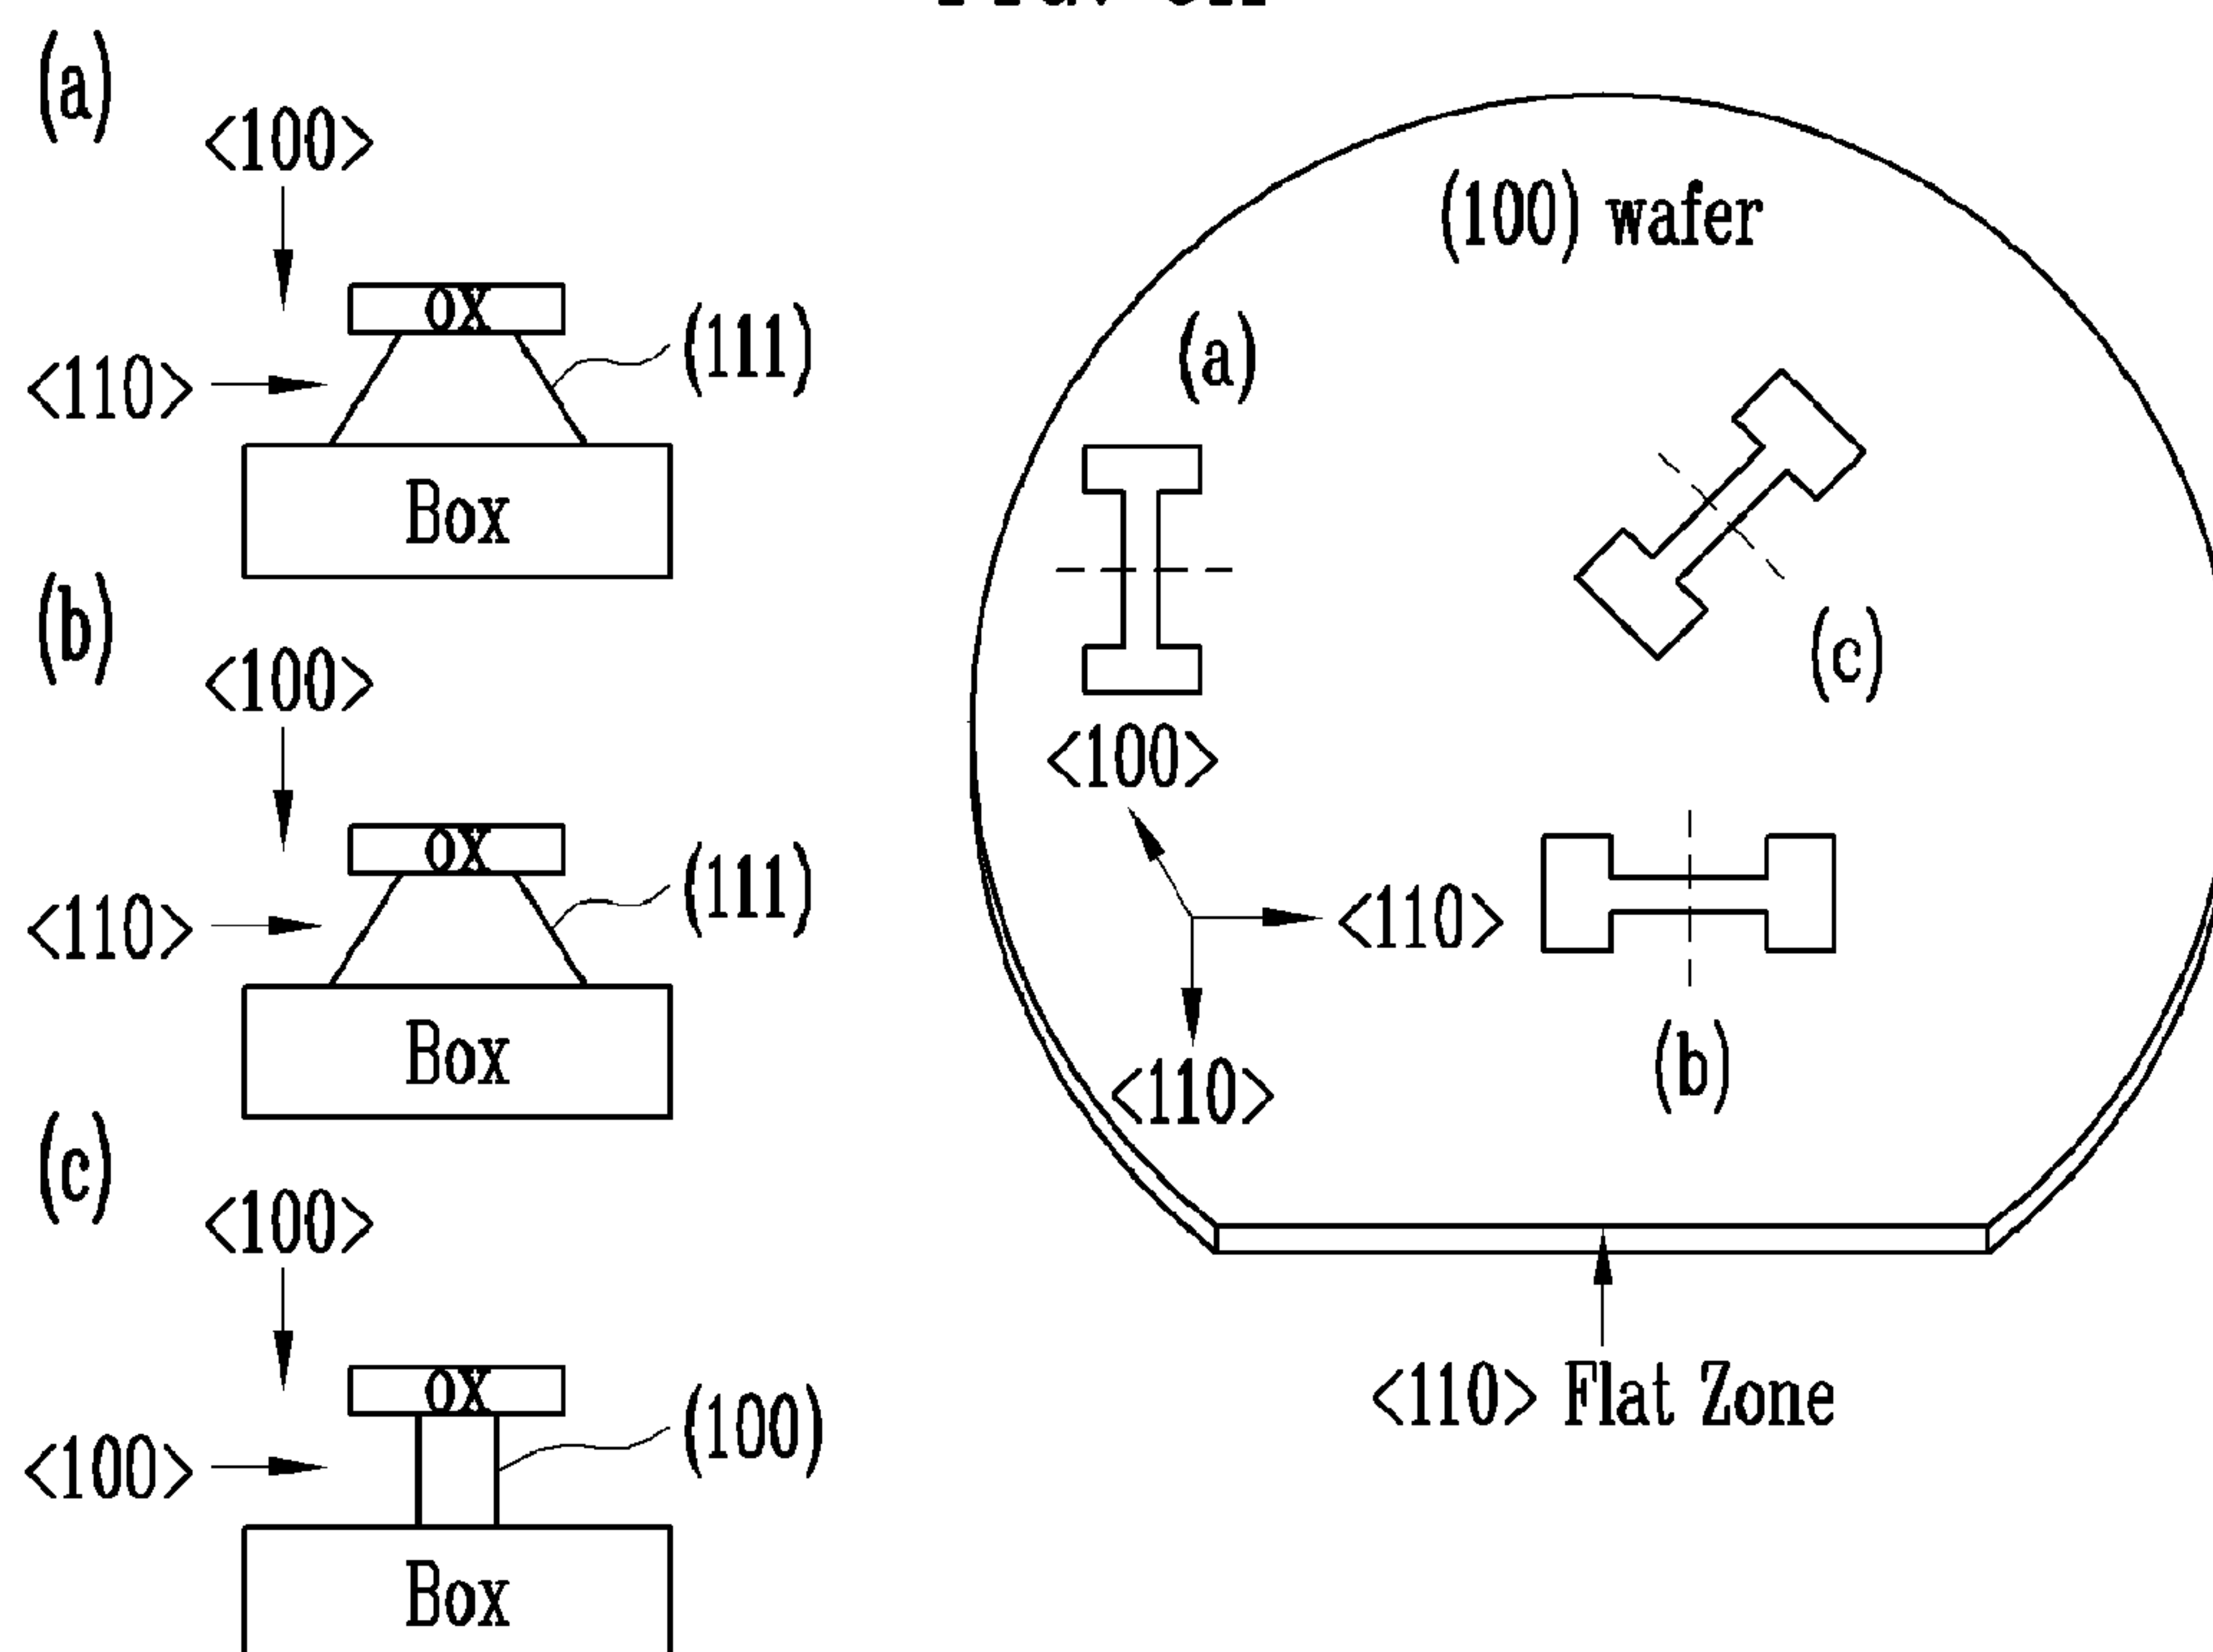 (a)
<100>
ox
<110>
(111)
Box
(b)
<100>
ox
<110>
(111)
Box
(c)
<100>
ox
<100>
(100)
Box
(100) wafer
(a)
(c)
<100>
<110>
<110>
(b)
<110> Flat Zone